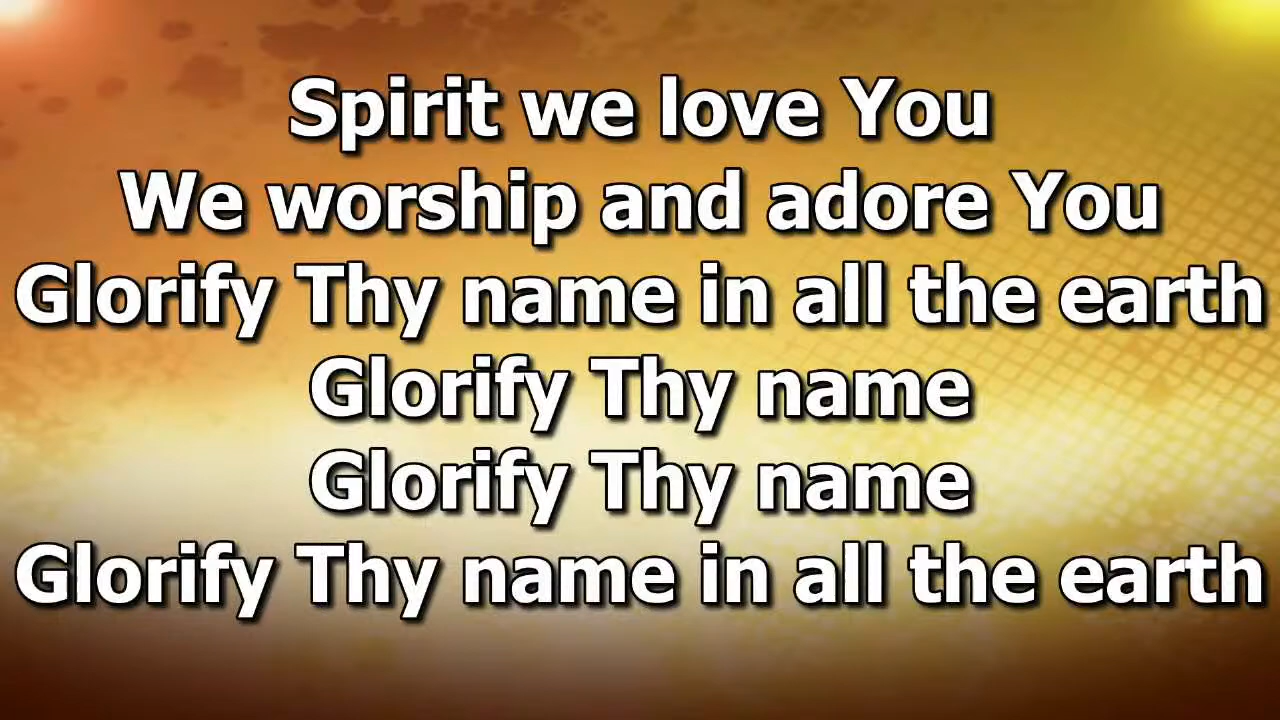 Spirit we love You
We worship and adore You
Glorify Thy name in all the earth
Glorify Thy name
Glorify Thy name
Glorify Thy name in all the earth